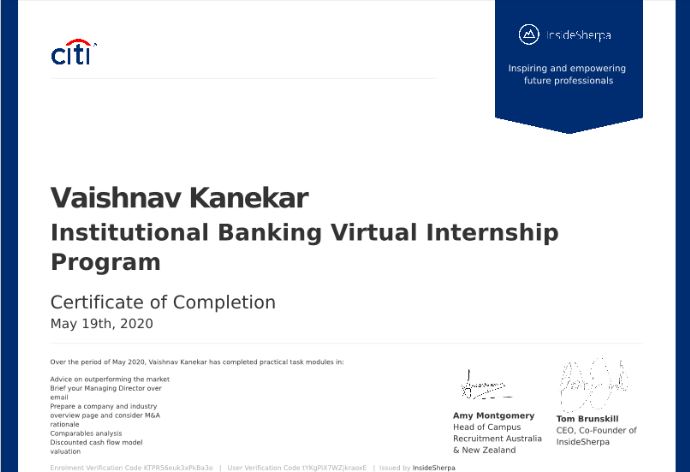 citi
InsideSherpa
Inspiring and empowering
future professionals
Vaishnav Kanekar
Institutional Banking Virtual Internship
Program
Certificate of Completion
May 19th, 2020
Over the period of May 2020, Vaishnav Kanekar has completed practical task modules in:
Advice on outperforming the market
Brief your Managing Director over
email
Prepare a company and industry
overview page and consider M&A
rationale
Comparables analysis
Discounted cash flow model
valuation
Amy Montgomery
Head of Campus
Recruitment Australia
& New Zealand
Tom Brunskill
CEO, Co-Founder of
InsideSherpa
Enrolment Verification Code | User Verification Code | Issued by InsideSherpa